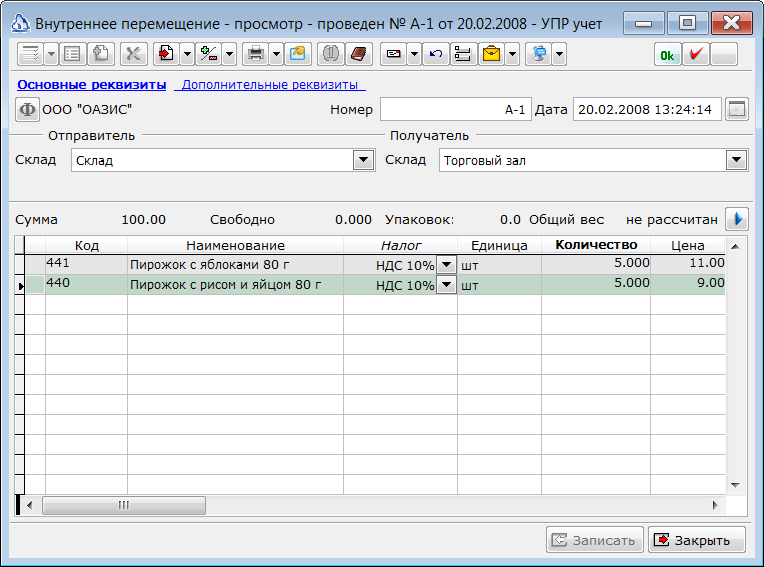 Внутреннее перемещение - просмотр - проведен № А-1 от 20.02.2008 - УПР учет
Ok
Основные реквизиты Дополнительные реквизиты
Ф ООО "ОАЗИС" Номер А-1 Дата 20.02.2008 13:24:14
Отправитель Получатель
Склад Склад Склад Торговый зал
Сумма 100.00 Свободно 0.000 Упаковок: 0.0 Общий вес не рассчитан
Код Наименование Налог Единица Количество Цена
441 Пирожок с яблоками 80 г НДС 10% шт 5.000 11.00
440 Пирожок с рисом и яйцом 80 г НДС 10% шт 5.000 9.00
Записать Закрыть